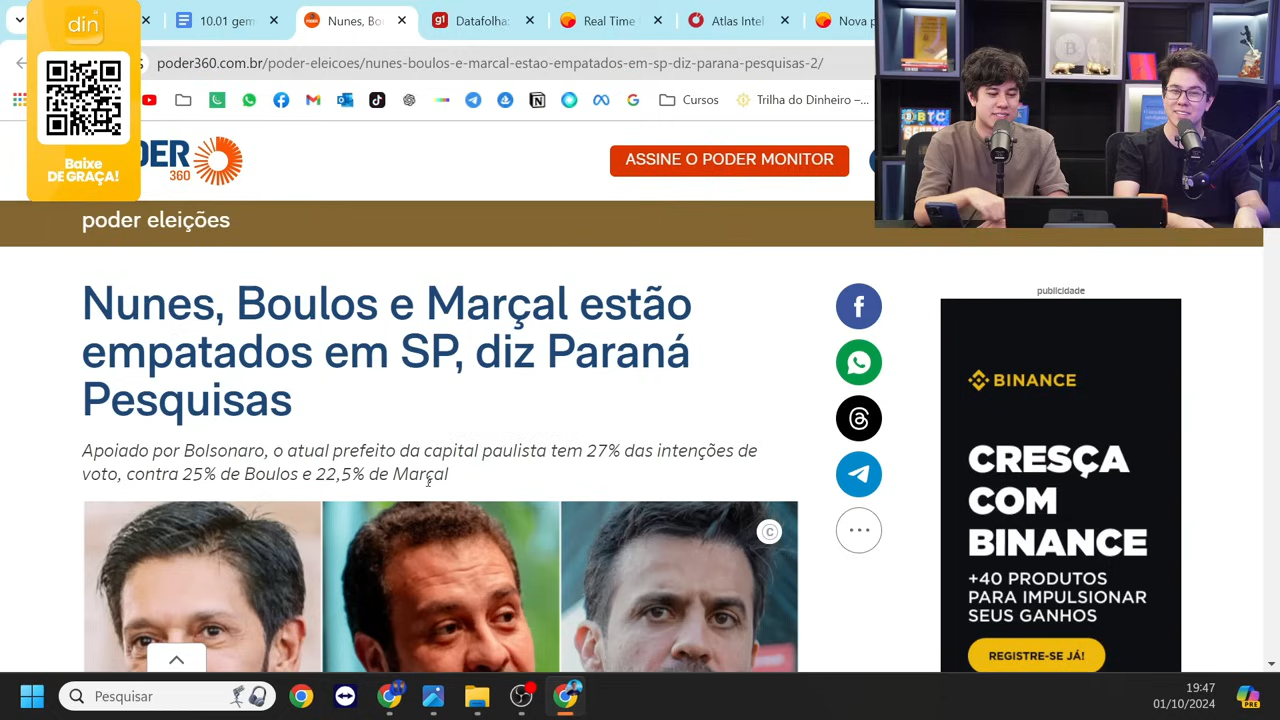 din
Baixe
DE GRAÇA!
10.01 gem
Nunes, Bo
Datafolha:
Real Time
Atlas Intel
Nova p
poder360.com.br/poder-eleicoes/nunes-boulos-e-marcal-estao-empatados-em-sp-diz-parana-pesquisas-2/
Cursos
Trilha do Dinheiro –...
DER
360
ASSINE O PODER MONITOR
poder eleições
Nunes, Boulos e Marçal estão
empatados em SP, diz Paraná
Pesquisas
Apoiado por Bolsonaro, o atual prefeito da capital paulista tem 27% das intenções de
voto, contra 25% de Boulos e 22,5% de Marçal
publicidade
BINANCE
CRESÇA
COM
BINANCE
+40 PRODUTOS
PARA IMPULSIONAR
SEUS GANHOS
REGISTRE-SE JÁ!
Pesquisar
19:47
01/10/2024
PRE